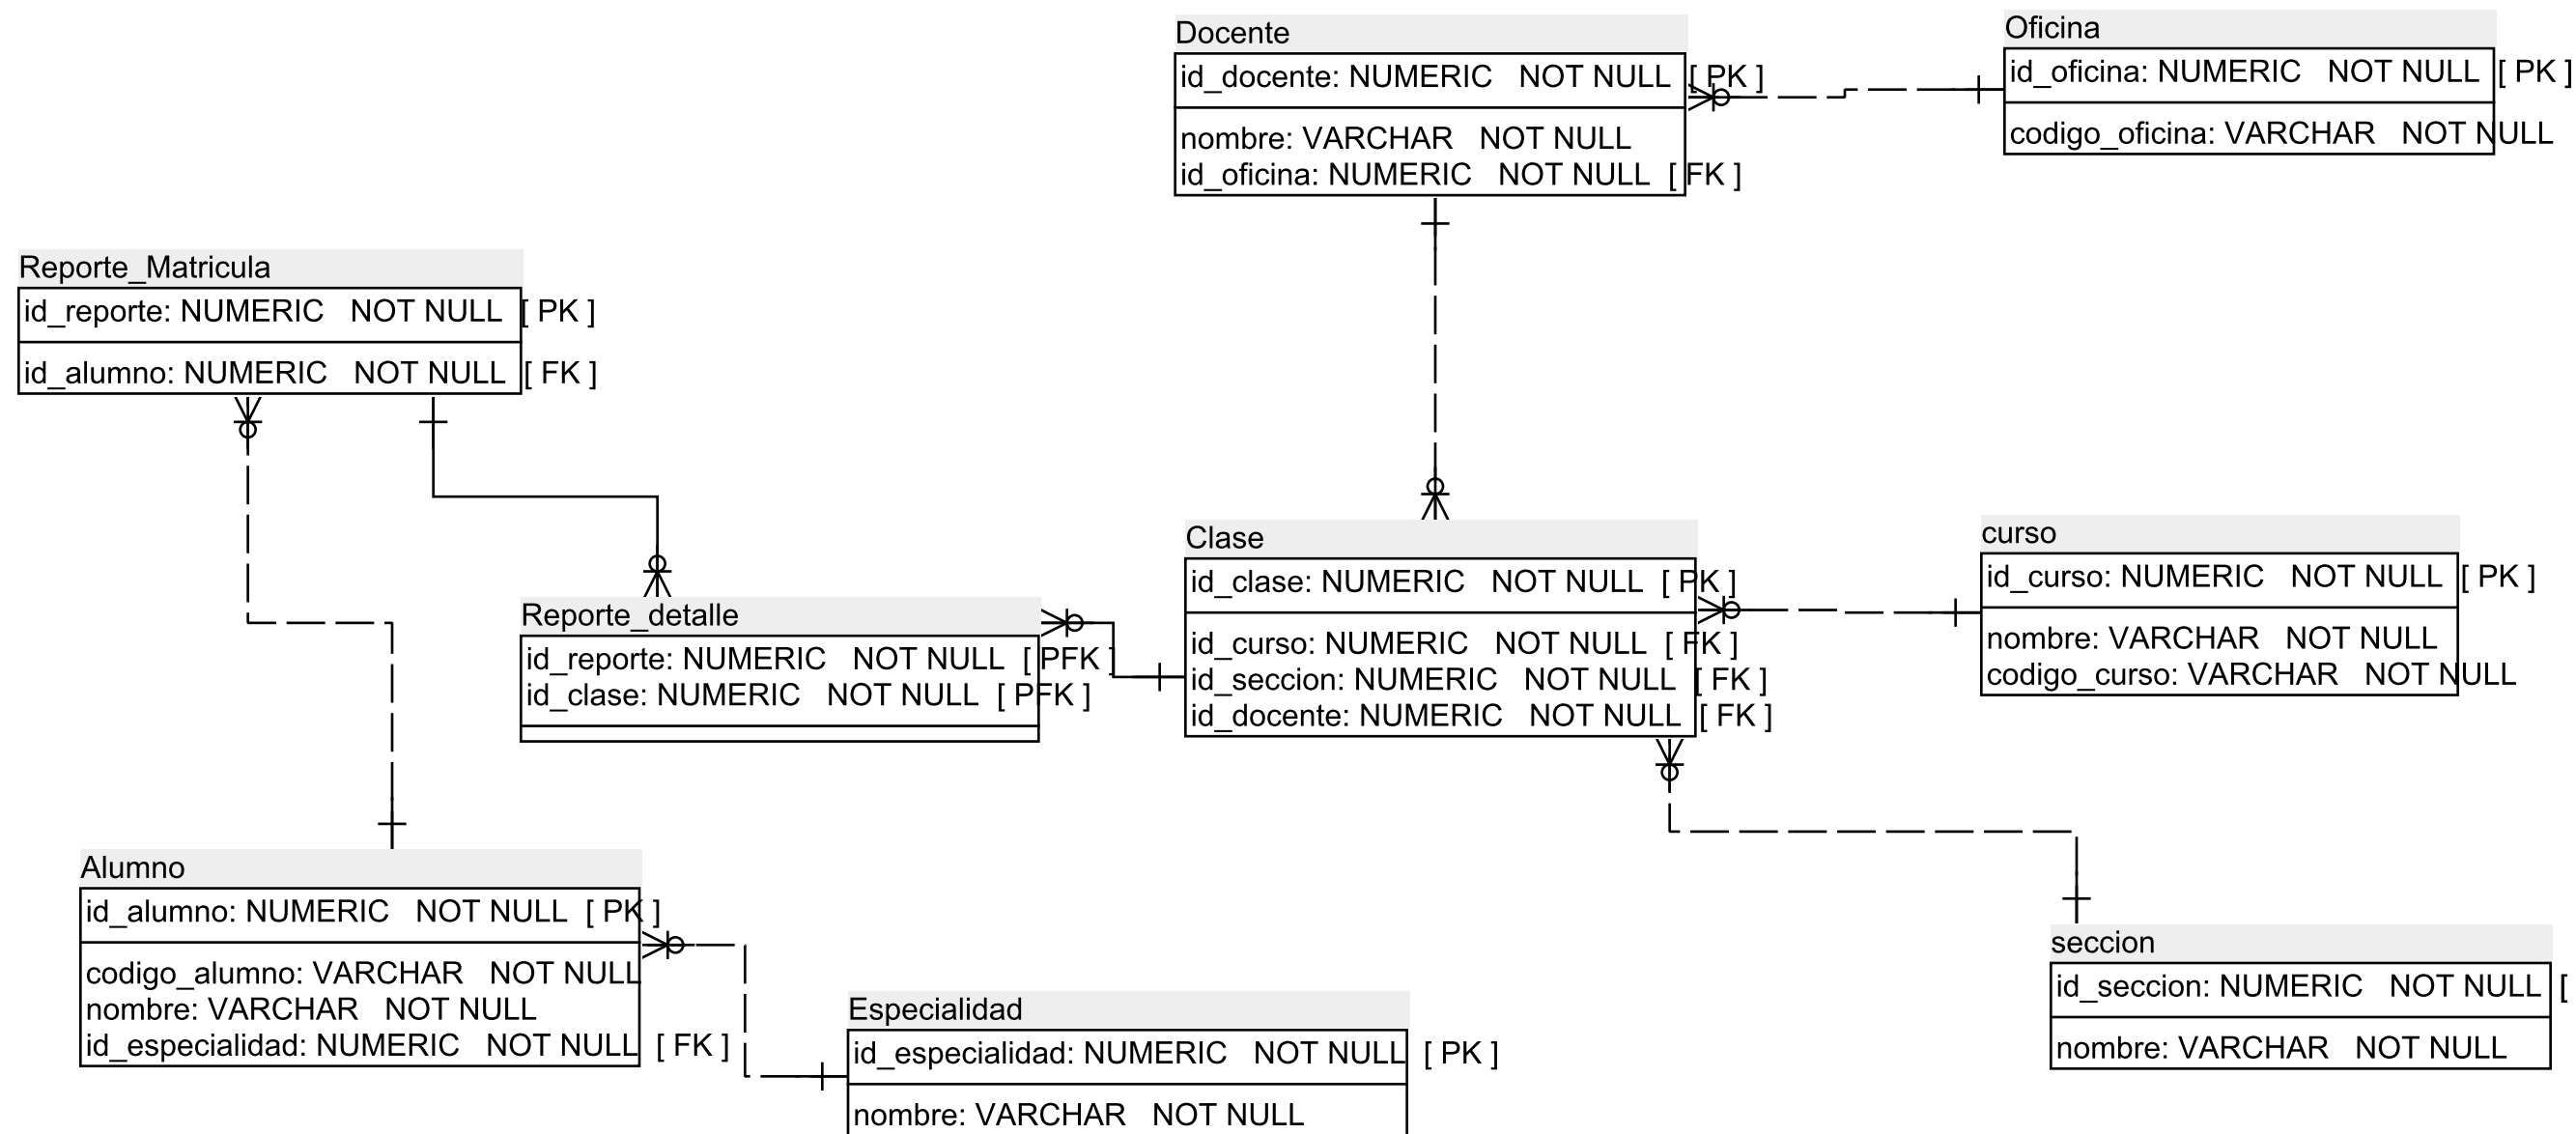 Docente
id_docente: NUMERIC NOT NULL [ PK ]
nombre: VARCHAR NOT NULL
id_oficina: NUMERIC NOT NULL [ FK ]
Oficina
id_oficina: NUMERIC NOT NULL [ PK ]
codigo_oficina: VARCHAR NOT NULL
Reporte_Matricula
id_reporte: NUMERIC NOT NULL [ PK ]
id_alumno: NUMERIC NOT NULL [ FK ]
Reporte_detalle
id_reporte: NUMERIC NOT NULL [ PFK ]
id_clase: NUMERIC NOT NULL [ PFK ]
Clase
id_clase: NUMERIC NOT NULL [ PK ]
id_curso: NUMERIC NOT NULL [ FK ]
id_seccion: NUMERIC NOT NULL [ FK ]
id_docente: NUMERIC NOT NULL [ FK ]
curso
id_curso: NUMERIC NOT NULL [ PK ]
nombre: VARCHAR NOT NULL
codigo_curso: VARCHAR NOT NULL
Alumno
id_alumno: NUMERIC NOT NULL [ PK ]
codigo_alumno: VARCHAR NOT NULL
nombre: VARCHAR NOT NULL
id_especialidad: NUMERIC NOT NULL [ FK ]
Especialidad
id_especialidad: NUMERIC NOT NULL [ PK ]
nombre: VARCHAR NOT NULL
seccion
id_seccion: NUMERIC NOT NULL [
nombre: VARCHAR NOT NULL